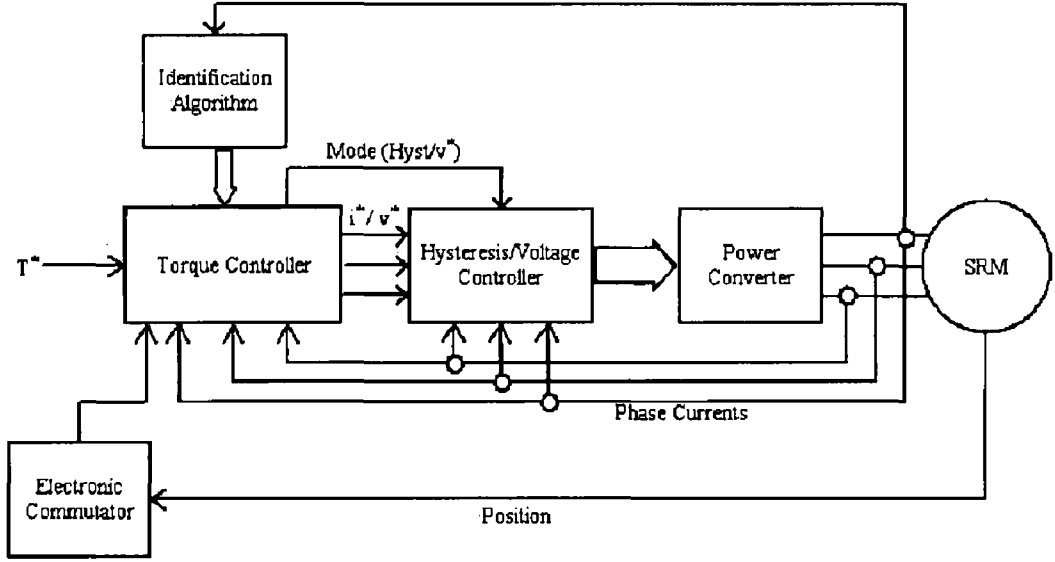 Identification
Algorithm
Mode (Hyst/v*)
T*
Torque Controller
i*/ v*
Hysteresis/Voltage
Controller
Power
Converter
SRM
Phase Currents
Electronic
Commutator
Position